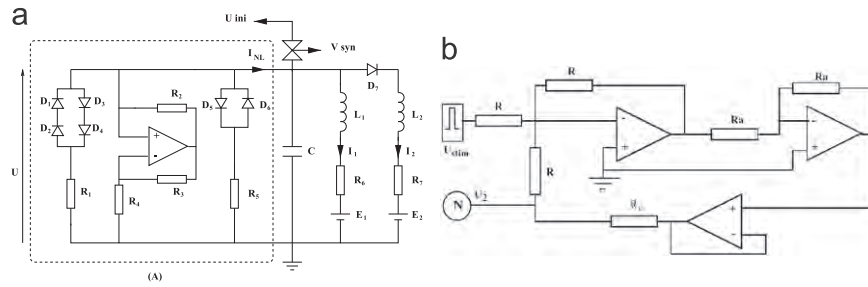 a
U ini
V syn
I NL
D7
D1
D3
D2
D4
R2
D5
D6
+
-
R3
R4
R1
R5
C
L1
L2
I1
I2
R6
R7
E1
E2
U
(A)
b
R
Ra
R
Ra
-
+
-
+
Ustim
R
N
U2
+
-